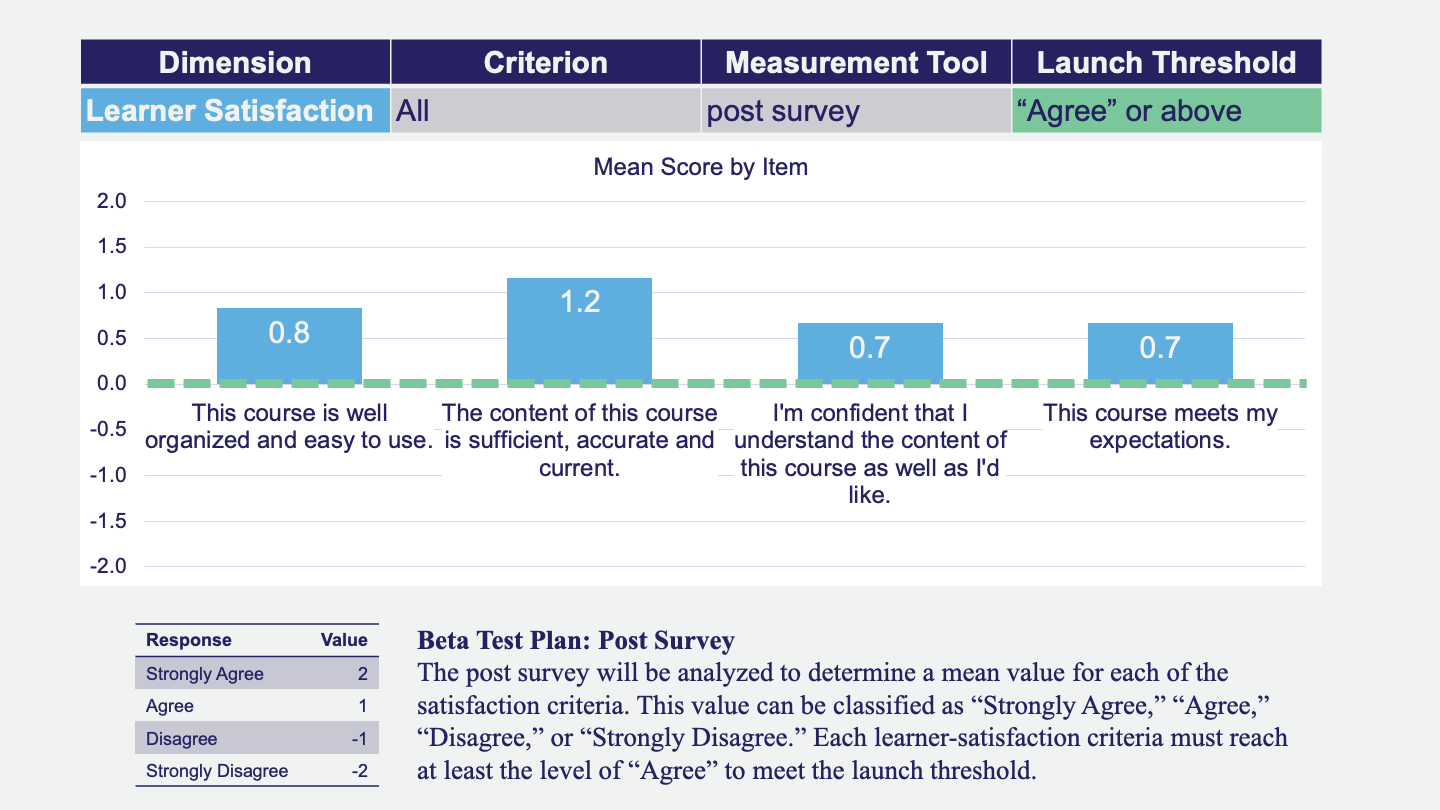 Dimension Criterion Measurement Tool Launch Threshold
Learner Satisfaction All post survey “Agree” or above
Mean Score by Item
2.0
1.5
1.0
0.5
0.0
-0.5
-1.0
-1.5
-2.0
0.8 1.2 0.7 0.7
This course is well
organized and easy to use.
The content of this course
is sufficient, accurate and
current.
I'm confident that I
understand the content of
this course as well as I'd
like.
This course meets my
expectations.
Response Value
Strongly Agree 2
Agree 1
Disagree -1
Strongly Disagree -2
Beta Test Plan: Post Survey
The post survey will be analyzed to determine a mean value for each of the
satisfaction criteria. This value can be classified as “Strongly Agree,” “Agree,”
“Disagree,” or “Strongly Disagree.” Each learner-satisfaction criteria must reach
at least the level of “Agree” to meet the launch threshold.